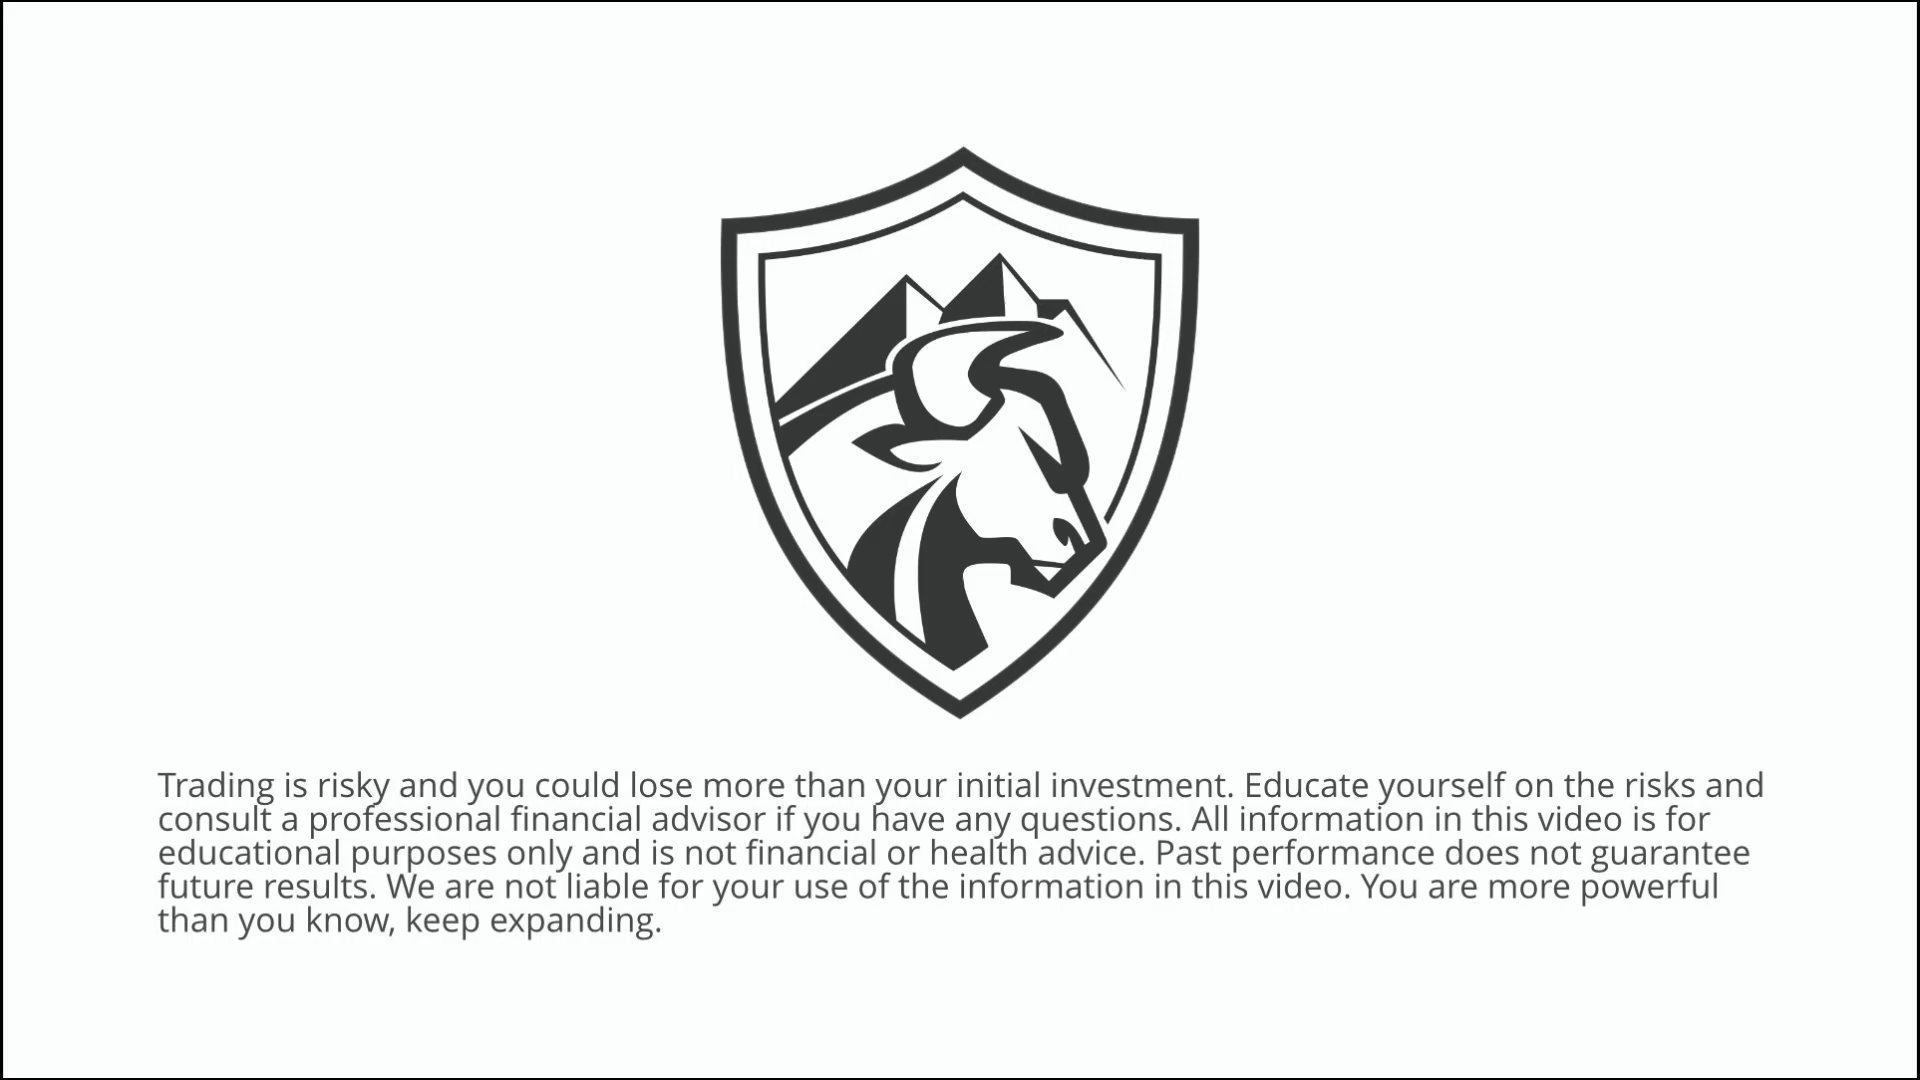 Trading is risky and you could lose more than your initial investment. Educate yourself on the risks and
consult a professional financial advisor if you have any questions. All information in this video is for
educational purposes only and is not financial or health advice. Past performance does not guarantee
future results. We are not liable for your use of the information in this video. You are more powerful
than you know, keep expanding.